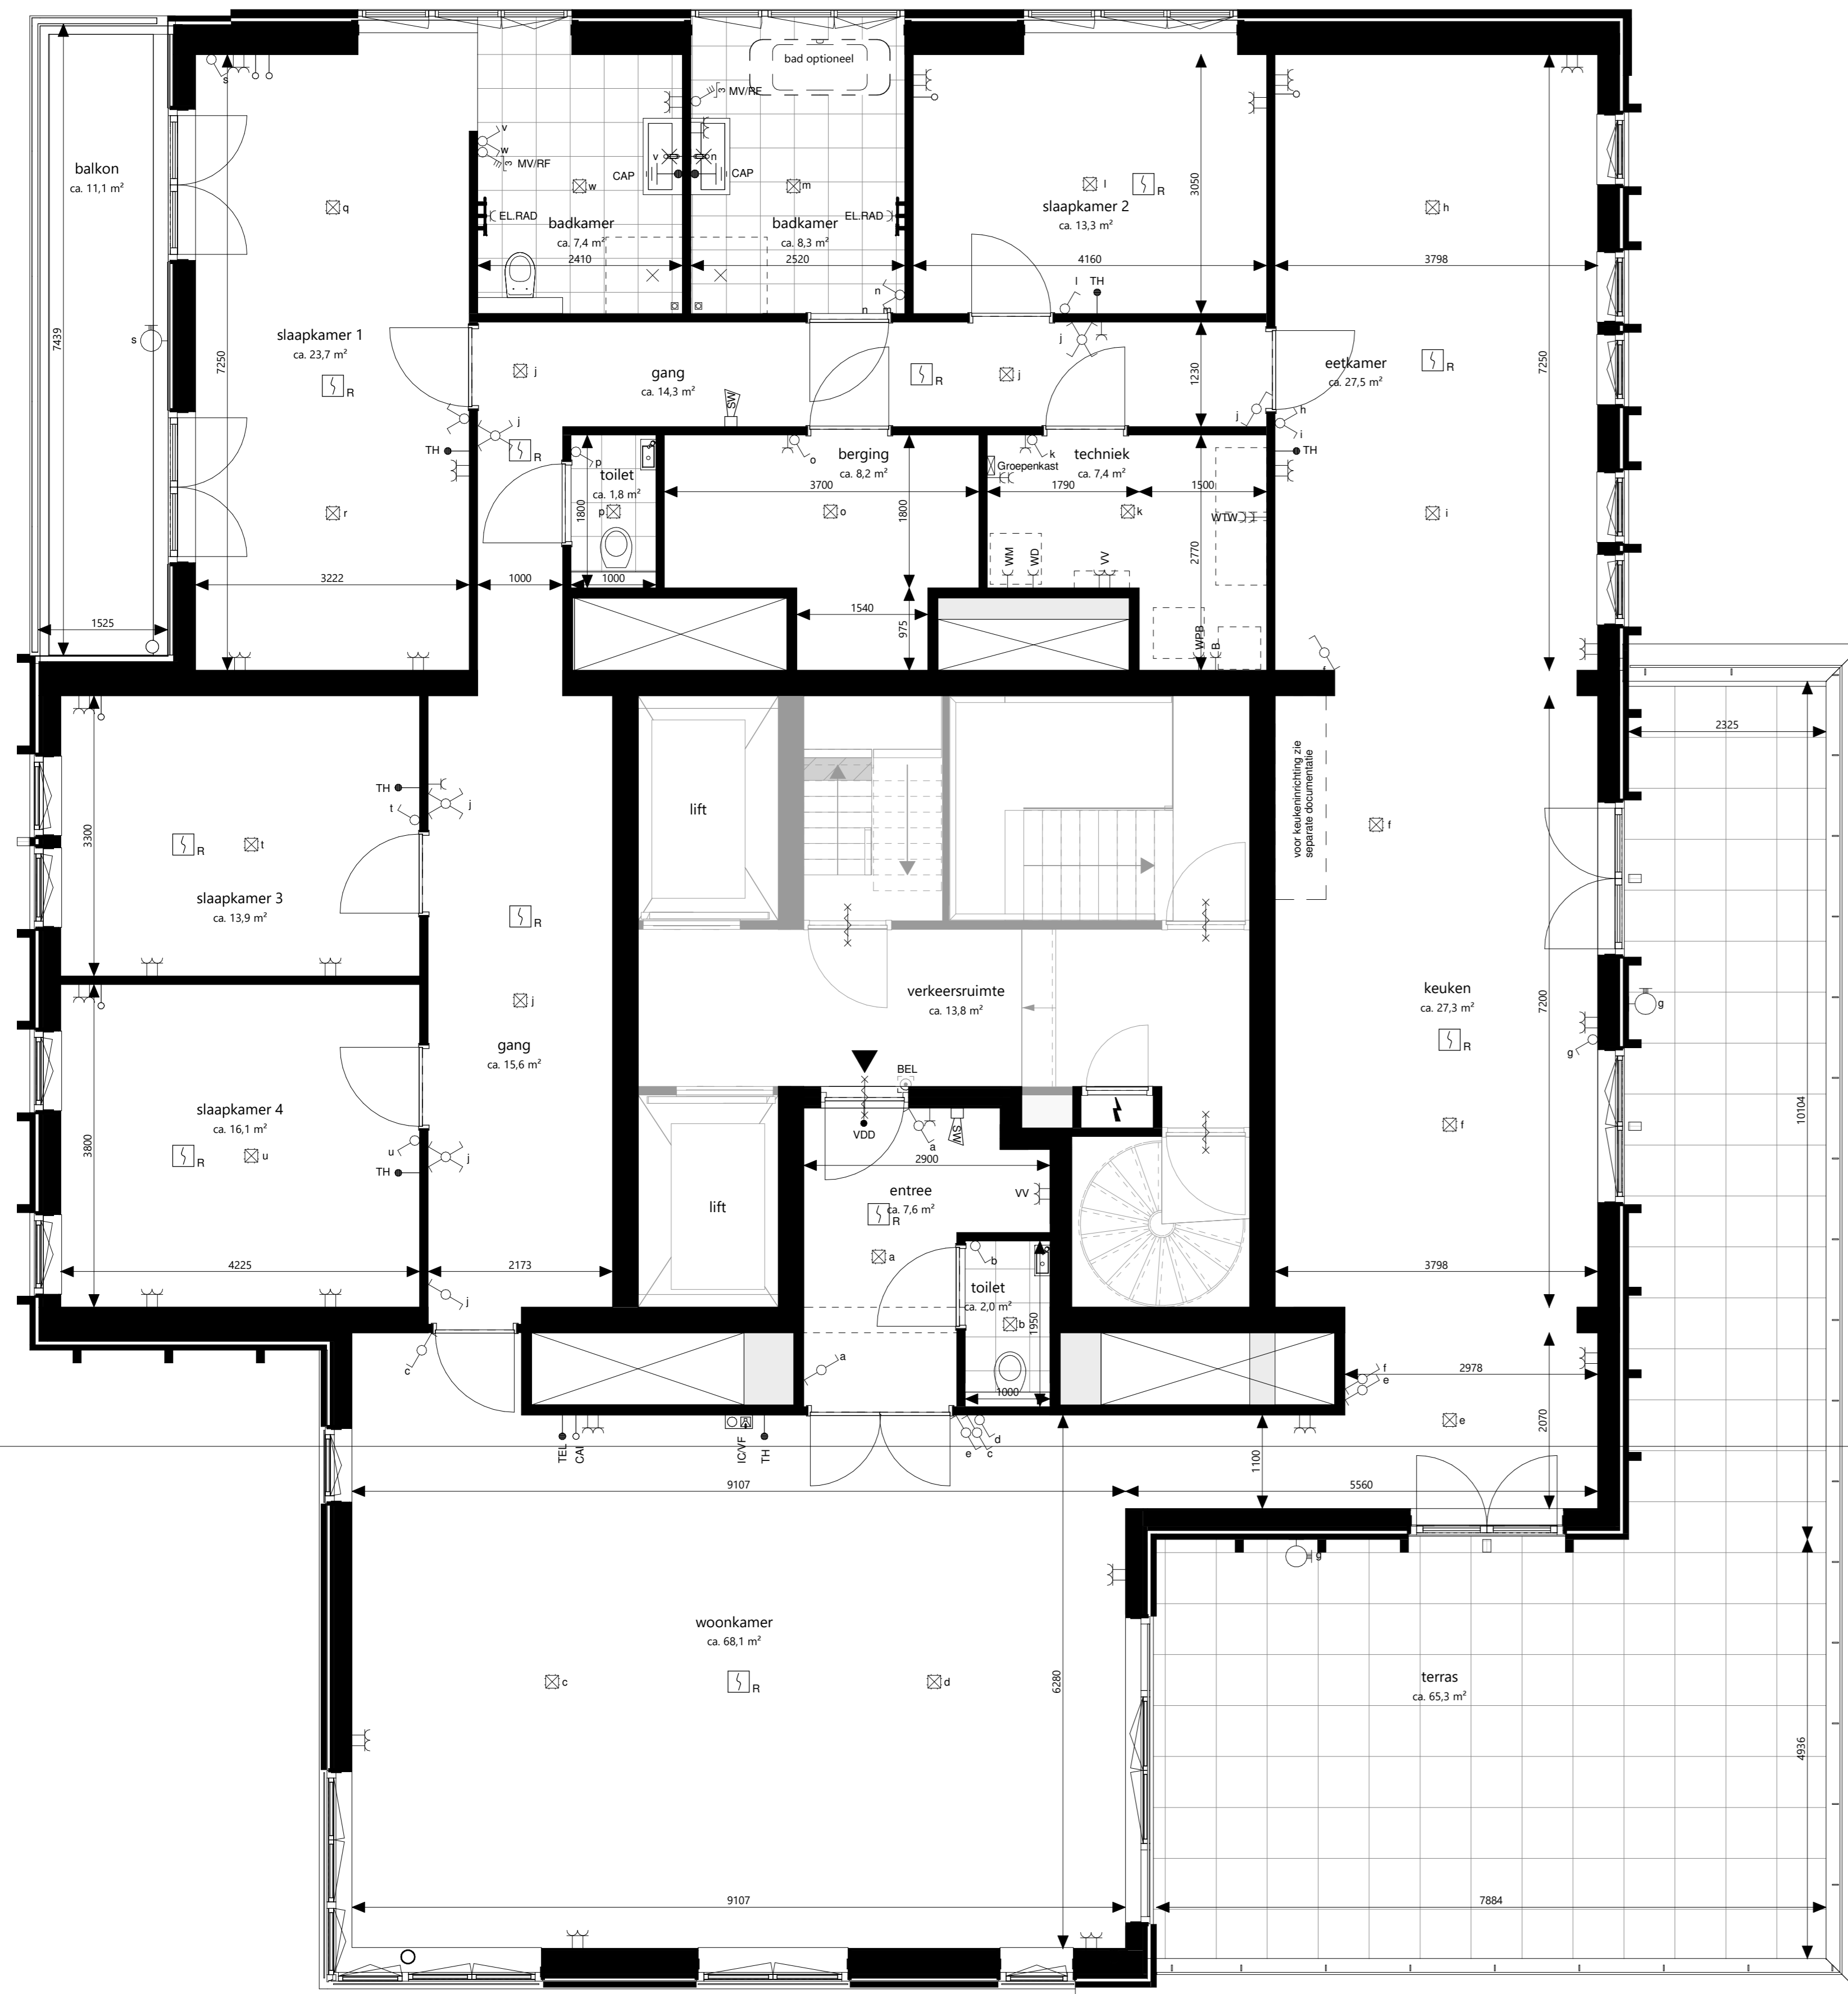 bad optioneel
s
3 MV/RF
balkon
ca. 11,1 m²
v
w
3 MV/RF
v
n
CAP
CAP
q
w
m
l
R
h
EL.RAD
EL.RAD
badkamer
ca. 7,4 m²
badkamer
ca. 8,3 m²
slaapkamer 2
ca. 13,3 m²
3050
2410
2520
4160
3798
7439
s
slaapkamer 1
ca. 23,7 m²
7250
R
n
n m
l TH
j
gang
ca. 14,3 m²
j
SW
R
j
1230
eetkamer
ca. 27,5 m²
R
7250
j
h
i
TH
j
R
TH
p
toilet
ca. 1,8 m²
p
1800
berging
ca. 8,2 m²
o
3700
o
1800
k
Groepenkast
techniek
ca. 7,4 m²
1790
1500
k
WTW
2770
r
i
WM
WD
VV
3222
1000
1000
1540
975
WPB
B
f
1525
2325
TH
t
j
3300
R
t
slaapkamer 3
ca. 13,9 m²
R
lift
voor keukeninrichting zie
separate documentatie
f
verkeersruimte
ca. 13,8 m²
keuken
ca. 27,3 m²
7200
R
g
g
j
gang
ca. 15,6 m²
BEL
VDD
a
SW
slaapkamer 4
ca. 16,1 m²
R
u
u
TH
j
3800
f
10104
2900
entree
ca. 7,6 m²
R
VV
lift
a
b
toilet
ca. 2,0 m²
b
1950
1000
4225
2173
3798
j
c
a
2978
f
e
e
2070
TEL
CAI
IC/VF
TH
e
c
d
1100
9107
5560
g
woonkamer
ca. 68,1 m²
c
R
d
6280
terras
ca. 65,3 m²
4936
9107
7884